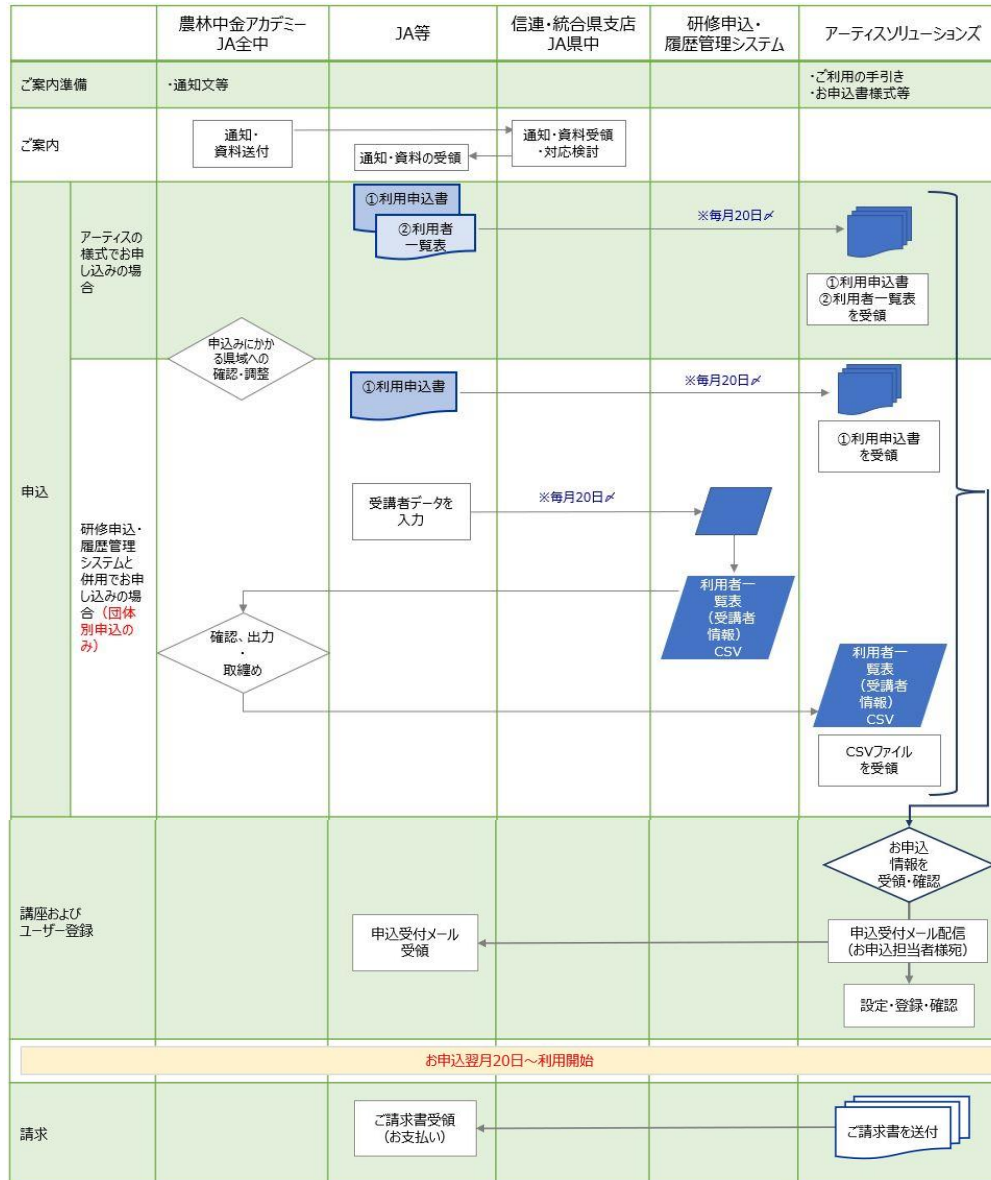 農林中金アカデミー
JA全中
JA等
信連・統合県支店
JA県中
研修申込・
履歴管理システム
アーティスソリューションズ
ご案内準備
・通知文等
・ご利用の手引き
・お申込書様式等
ご案内
通知・
資料送付
通知・資料の受領
通知・資料受領
・対応検討
申込
アーティスの
様式でお申
し込みの場
合
①利用申込書
②利用者
一覧表
※毎月20日〆
①利用申込書
②利用者一覧表
を受領
申込みにかか
る県域への
確認・調整
研修申込・
履歴管理
システムと
併用でお申
し込みの場
合（団体
別申込の
み）
①利用申込書
※毎月20日〆
①利用申込書
を受領
受講者データを
入力
※毎月20日〆
利用者一
覧表
（受講者
情報）
CSV
確認、出力
・
取纏め
利用者一
覧表
（受講者
情報）
CSV
CSVファイル
を受領
講座および
ユーザー登録
お申込
情報を
受領・確認
申込受付メール
受領
申込受付メール配信
（お申込担当者様宛）
設定・登録・確認
お申込翌月20日～利用開始
請求
ご請求書受領
（お支払い）
ご請求書を送付